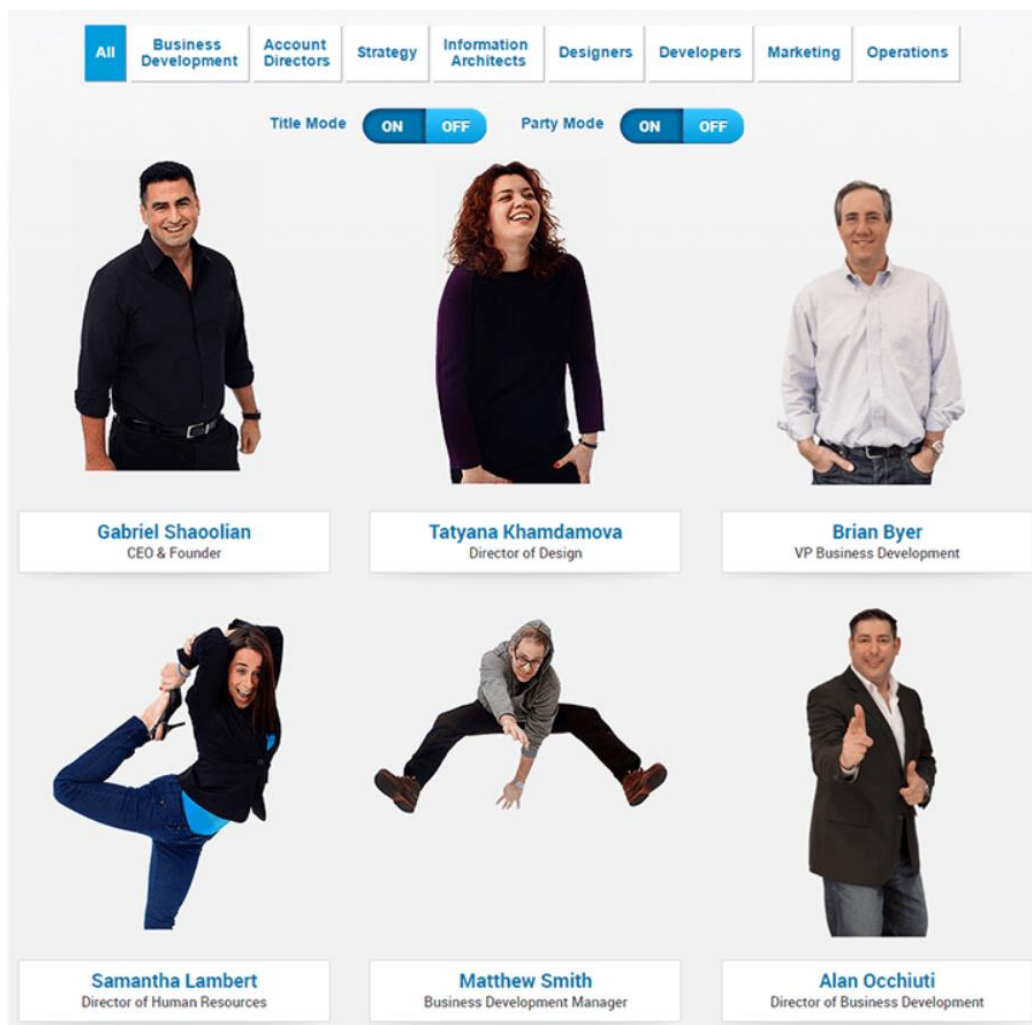 All
Business
Development
Account
Directors
Strategy
Information
Architects
Designers
Developers
Marketing
Operations
Title Mode ON OFF Party Mode ON OFF
Gabriel Shaoolian
CEO & Founder
Tatyana Khamdamova
Director of Design
Brian Byer
VP Business Development
Samantha Lambert
Director of Human Resources
Matthew Smith
Business Development Manager
Alan Occhiuti
Director of Business Development